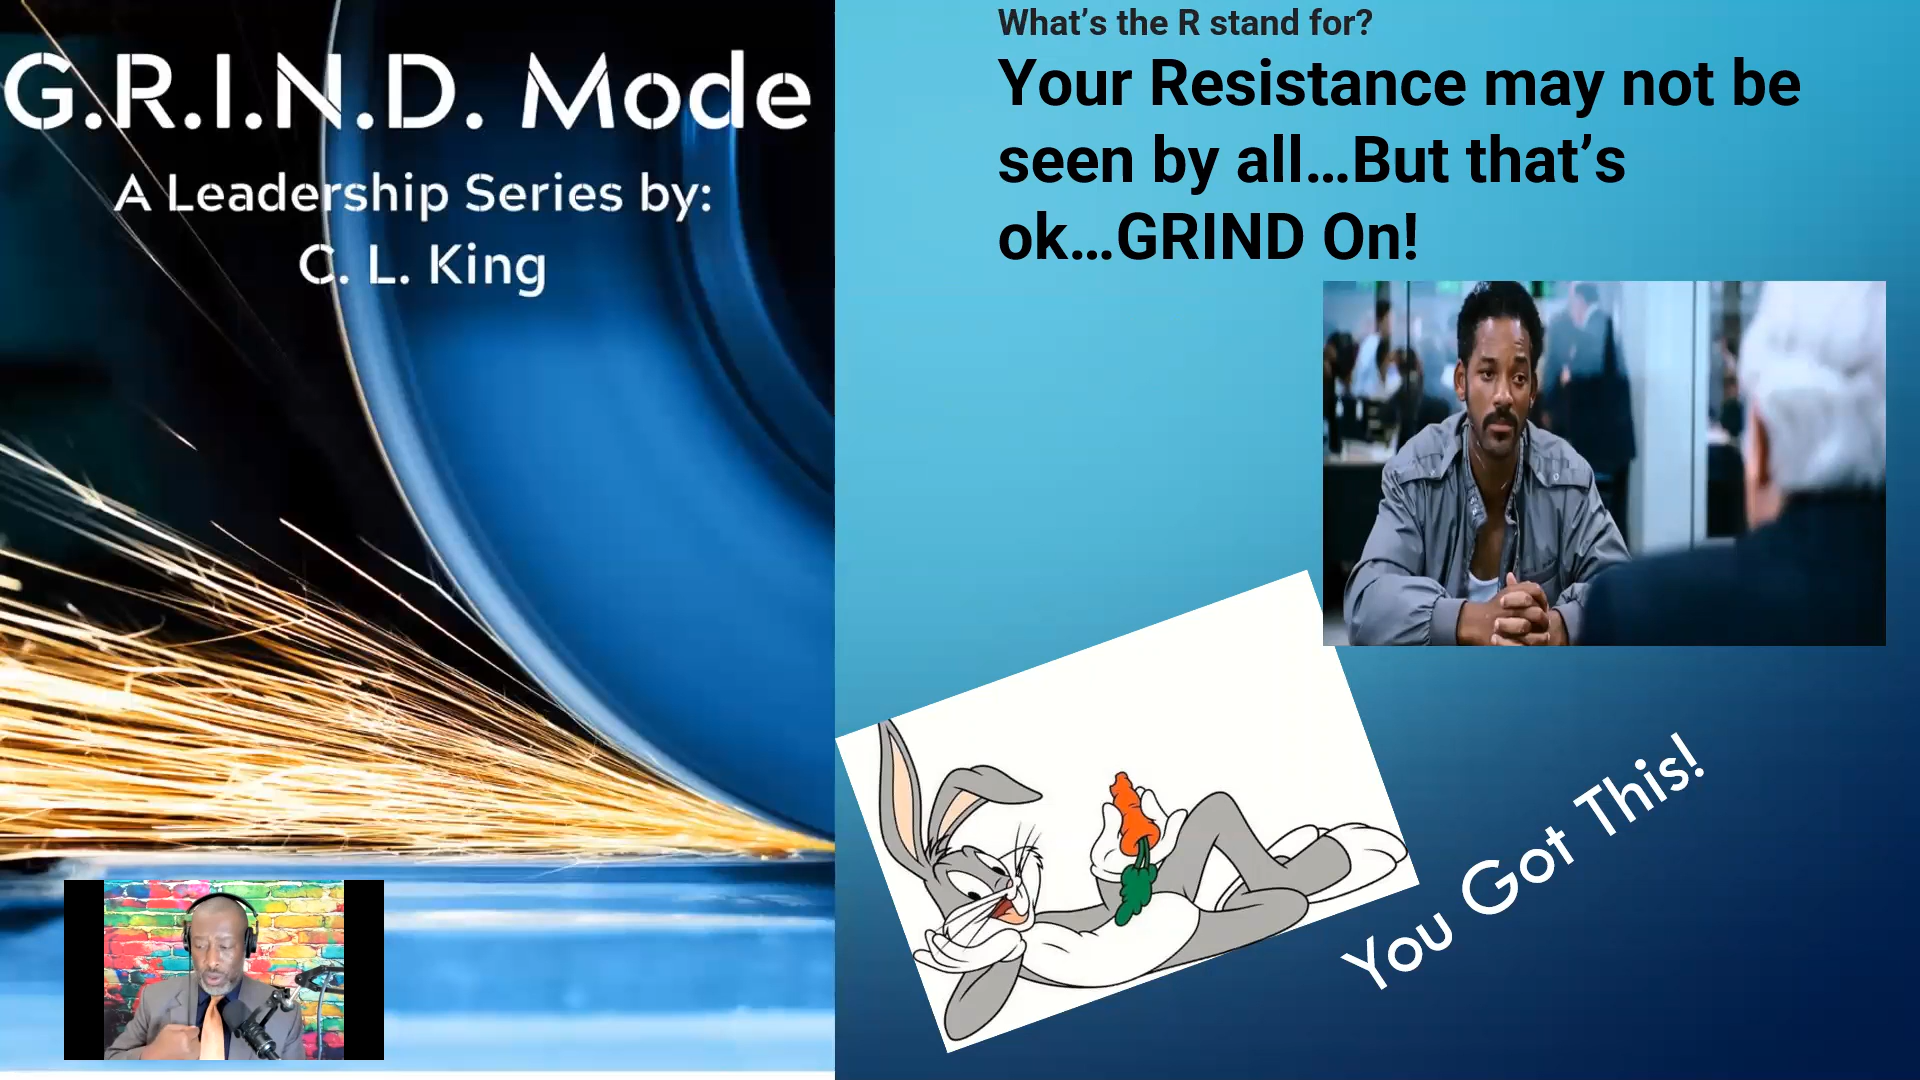 G.R.I.N.D. Mode
A Leadership Series by:
C. L. King
What’s the R stand for?
Your Resistance may not be
seen by all…But that’s
ok…GRIND On!
You Got This!